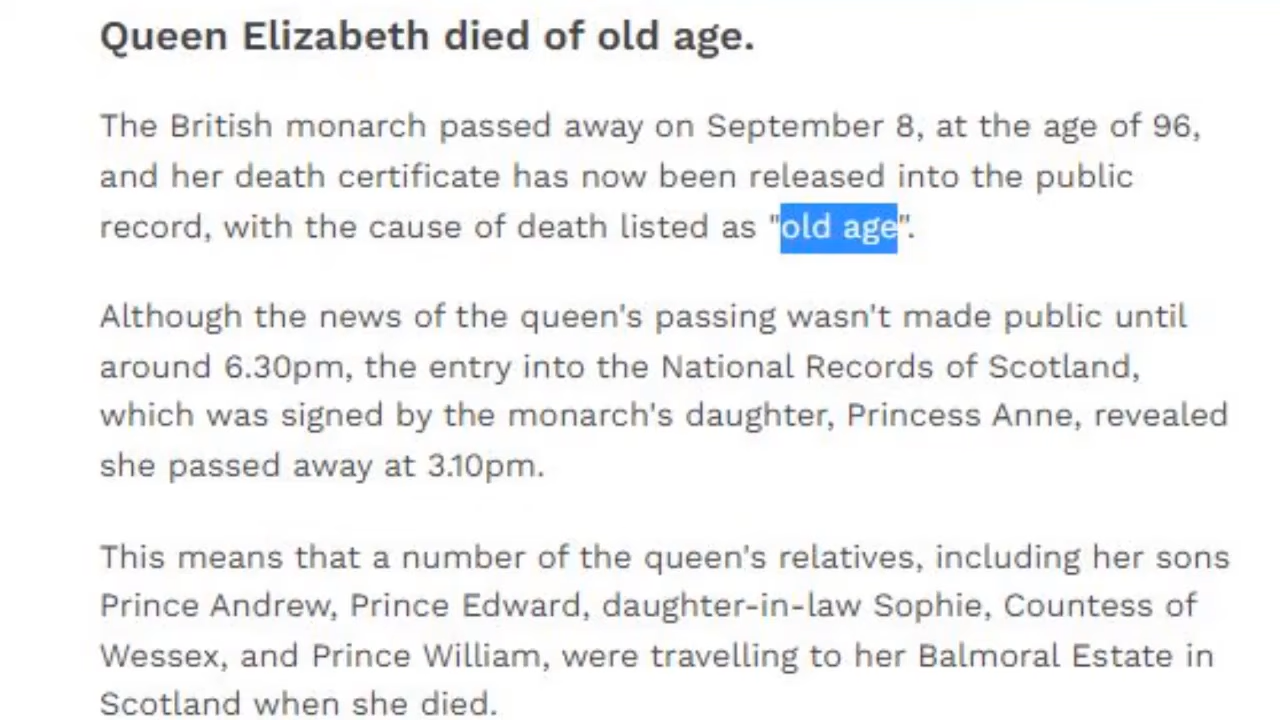 Queen Elizabeth died of old age.
The British monarch passed away on September 8, at the age of 96,
and her death certificate has now been released into the public
record, with the cause of death listed as "old age".
Although the news of the queen's passing wasn't made public until
around 6.30pm, the entry into the National Records of Scotland,
which was signed by the monarch's daughter, Princess Anne, revealed
she passed away at 3.10pm.
This means that a number of the queen's relatives, including her sons
Prince Andrew, Prince Edward, daughter-in-law Sophie, Countess of
Wessex, and Prince William, were travelling to her Balmoral Estate in
Scotland when she died.